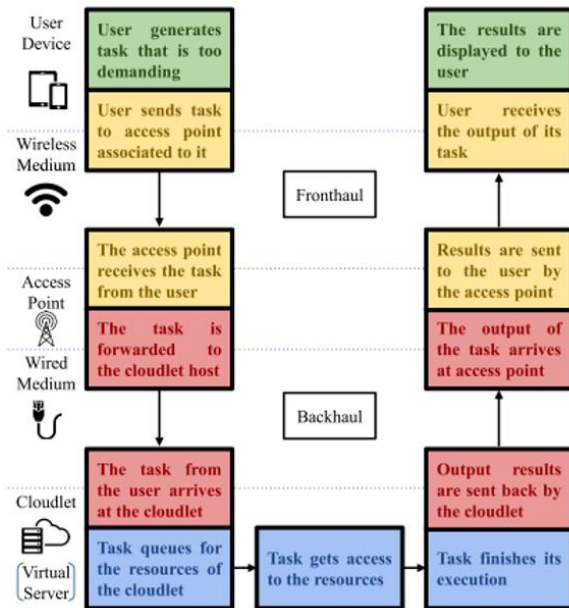 User
Device
User generates
task that is too
demanding
User sends task
to access point
associated to it
The results are
displayed to the
user
User receives
the output of its
task
Wireless
Medium
Fronthaul
The access point
receives the task
from the user
The task is
forwarded to
the cloudlet host
Results are sent
to the user by
the access point
The output of
the task arrives
at access point
Access
Point
Wired
Medium
Backhaul
The task from
the user arrives
at the cloudlet
Task queues for
the resources of
the cloudlet
Task gets access
to the resources
Output results
are sent back by
the cloudlet
Task finishes its
execution
Cloudlet
(Virtual
Server)